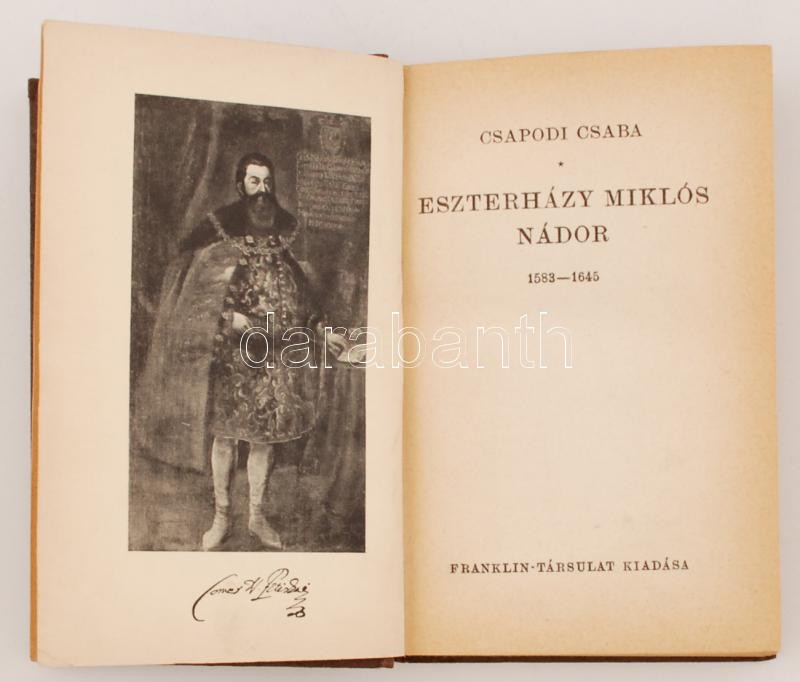 CSAPODI CSABA
*
ESZTERHÁZY MIKLÓS
NÁDOR
1583—1645
FRANKLIN-TÁRSULAT KIADÁSA
darabanth